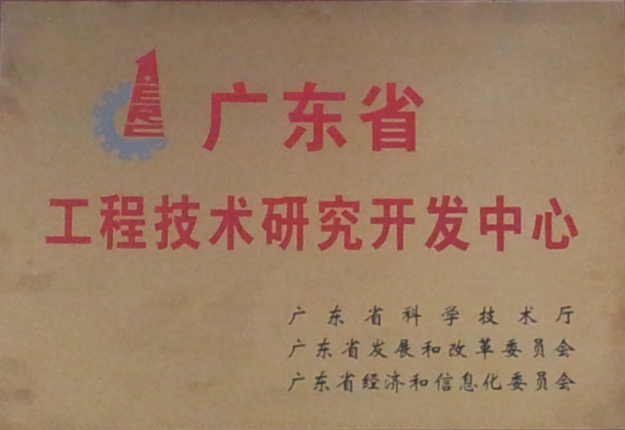 广东省
工程技术研究开发中心
广东省科学技术厅
广东省发展和改革委员会
广东省经济和信息化委员会